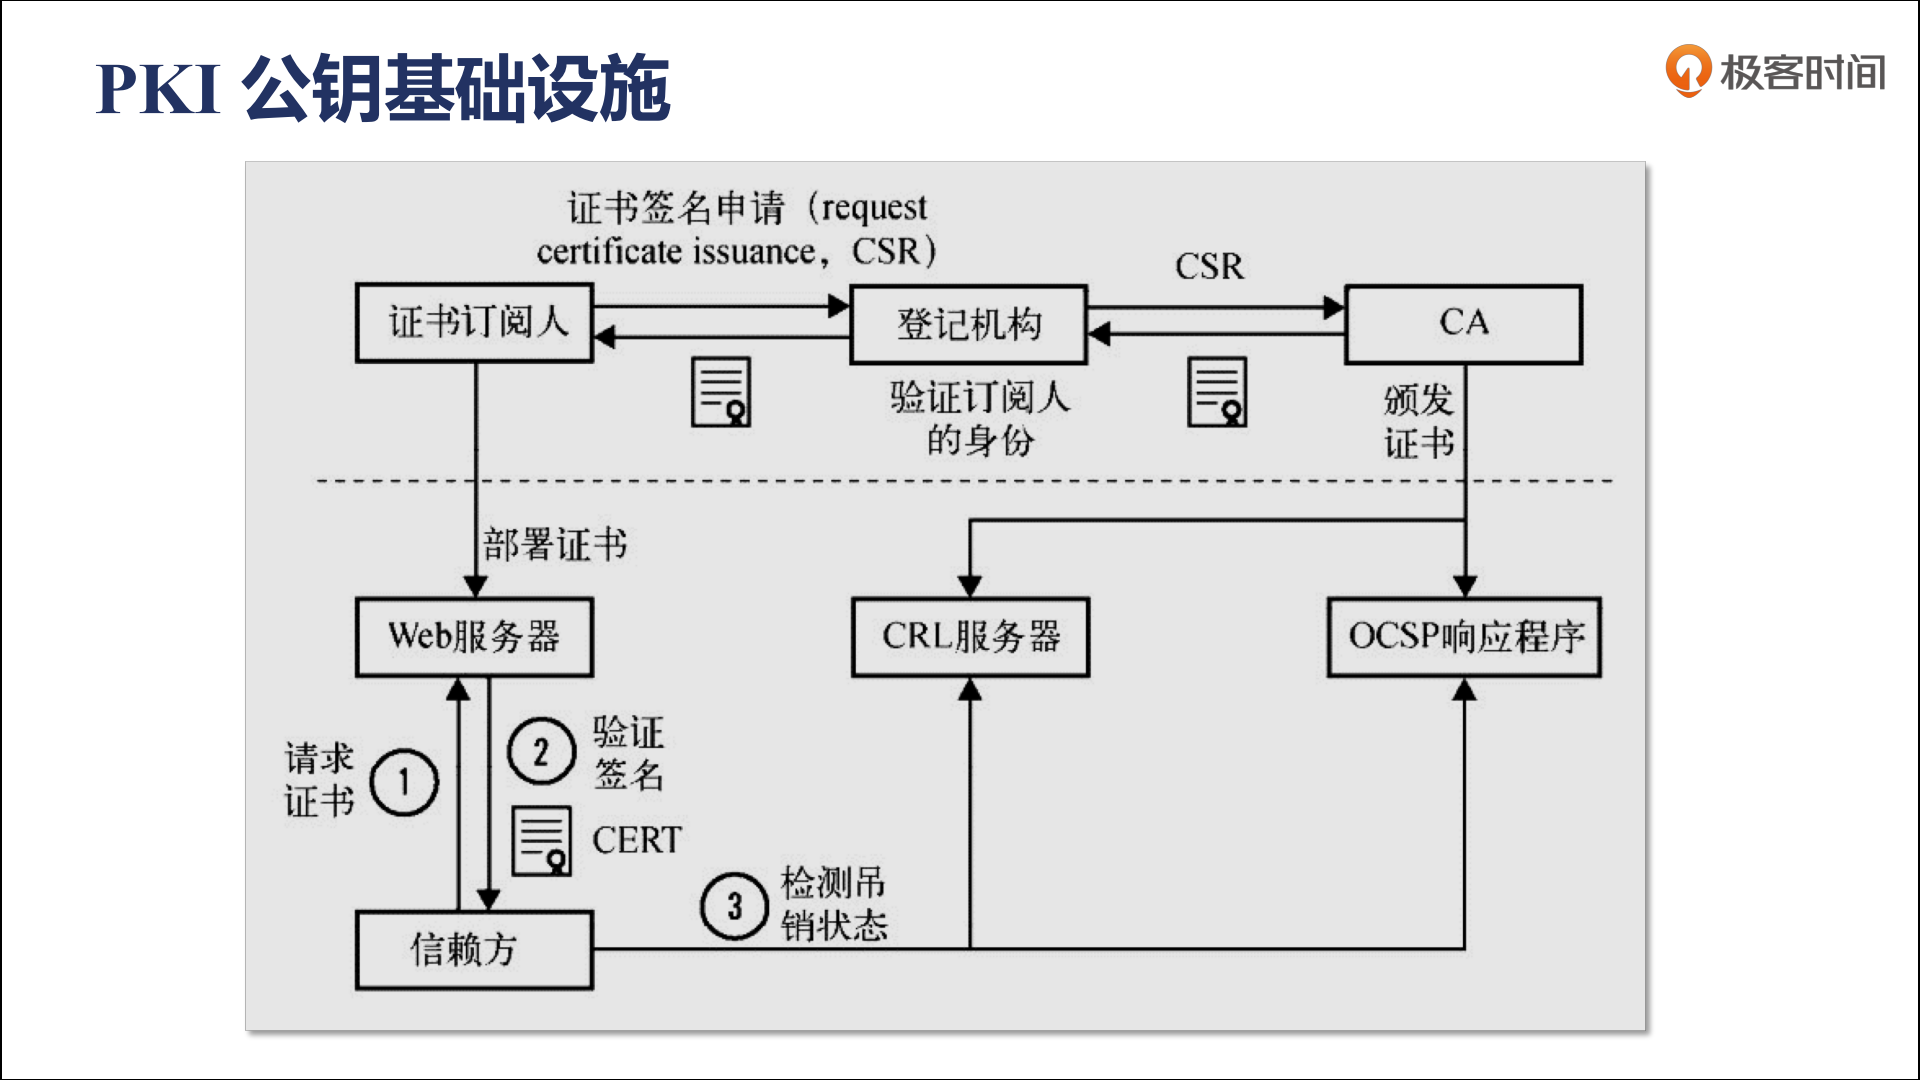 PKI 公钥基础设施
极客时间
证书签名申请（request
certificate issuance，CSR）
CSR
证书订阅人
登记机构
CA
验证订阅人
的身份
颁发
证书
部署证书
Web服务器
CRL服务器
OCSP响应程序
请求
证书
1
2
验证
签名
CERT
3
检测吊
销状态
信赖方